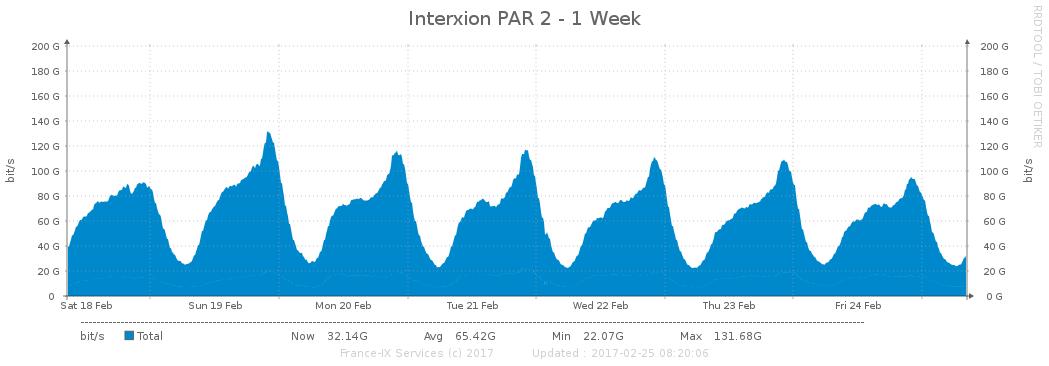 Interxion PAR 2 - 1 Week
RRDTOOL / TOBI OETIKER
bit/s
200 G 200 G
180 G 180 G
160 G 160 G
140 G 140 G
120 G 120 G
100 G 100 G
80 G 80 G
60 G 60 G
40 G 40 G
20 G 20 G
0 0 G
bit/s
Sat 18 Feb Sun 19 Feb Mon 20 Feb Tue 21 Feb Wed 22 Feb Thu 23 Feb Fri 24 Feb
bit/s Total Now 32.14G Avg 65.42G Min 22.07G Max 131.68G
France-IX Services (c) 2017 Updated : 2017-02-25 08:20:06